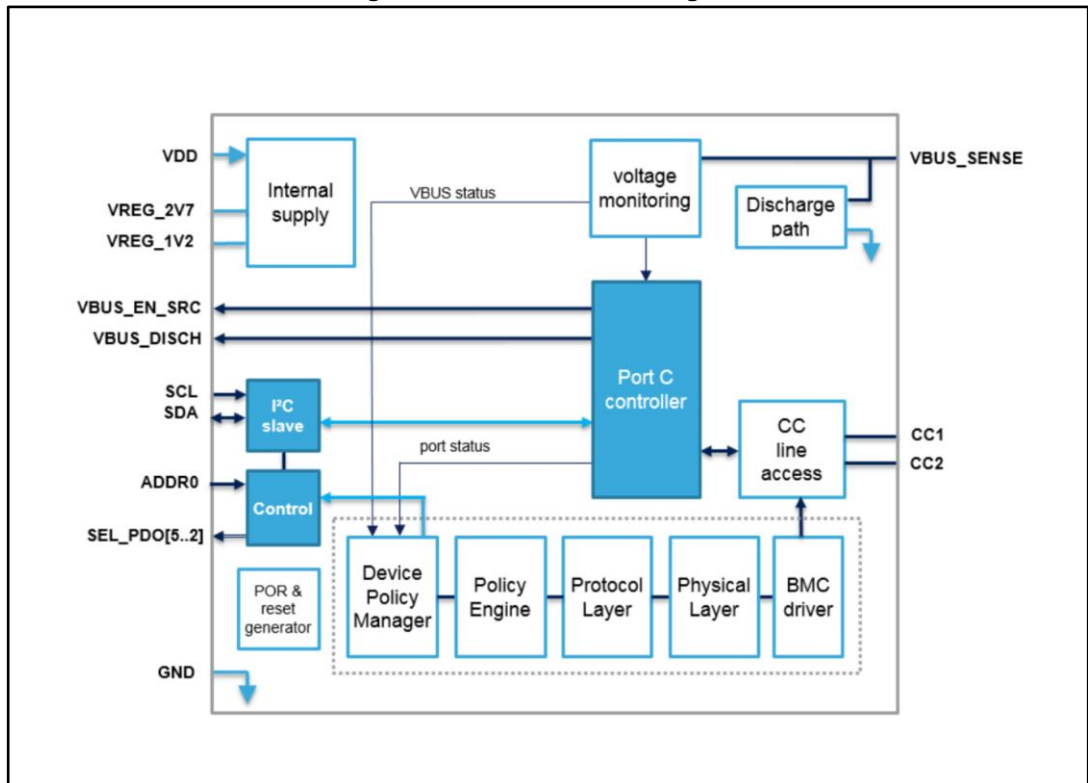 VDD
VREG_2V7
VREG_1V2
Internal
supply
VBUS status
voltage
monitoring
VBUS_SENSE
Discharge
path
VBUS_EN_SRC
VBUS_DISCH
Port C
controller
SCL
SDA
I²C
slave
port status
CC
line
access
CC1
CC2
ADDR0
SEL_PDO[5..2]
Control
POR &
reset
generator
Device
Policy
Manager
Policy
Engine
Protocol
Layer
Physical
Layer
BMC
driver
GND